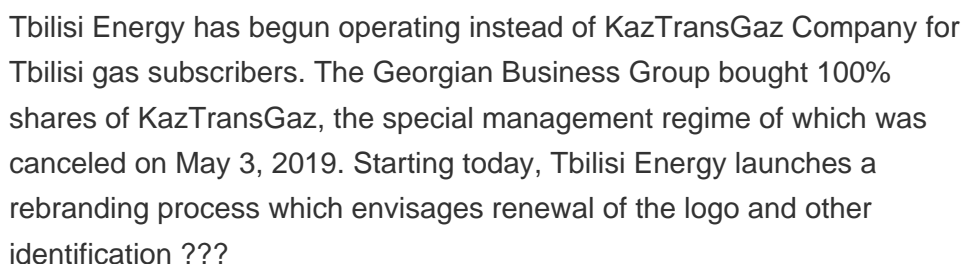 Tbilisi Energy has begun operating instead of KazTransGaz Company for
Tbilisi gas subscribers. The Georgian Business Group bought 100%
shares of KazTransGaz, the special management regime of which was
canceled on May 3, 2019. Starting today, Tbilisi Energy launches a
rebranding process which envisages renewal of the logo and other
identification ???